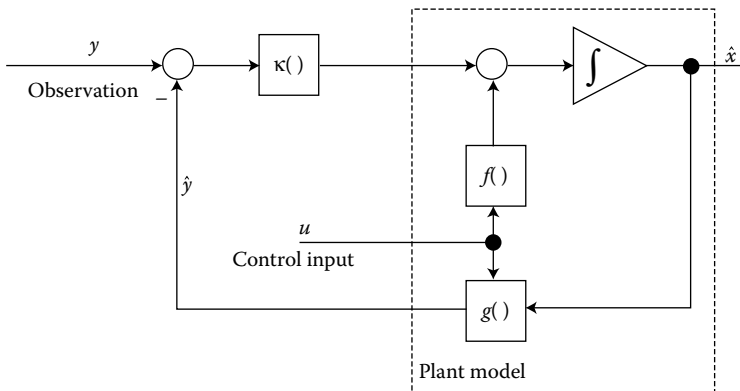 y
Observation
−
κ( )
∫
x̂
ŷ
f( )
u
Control input
g( )
Plant model